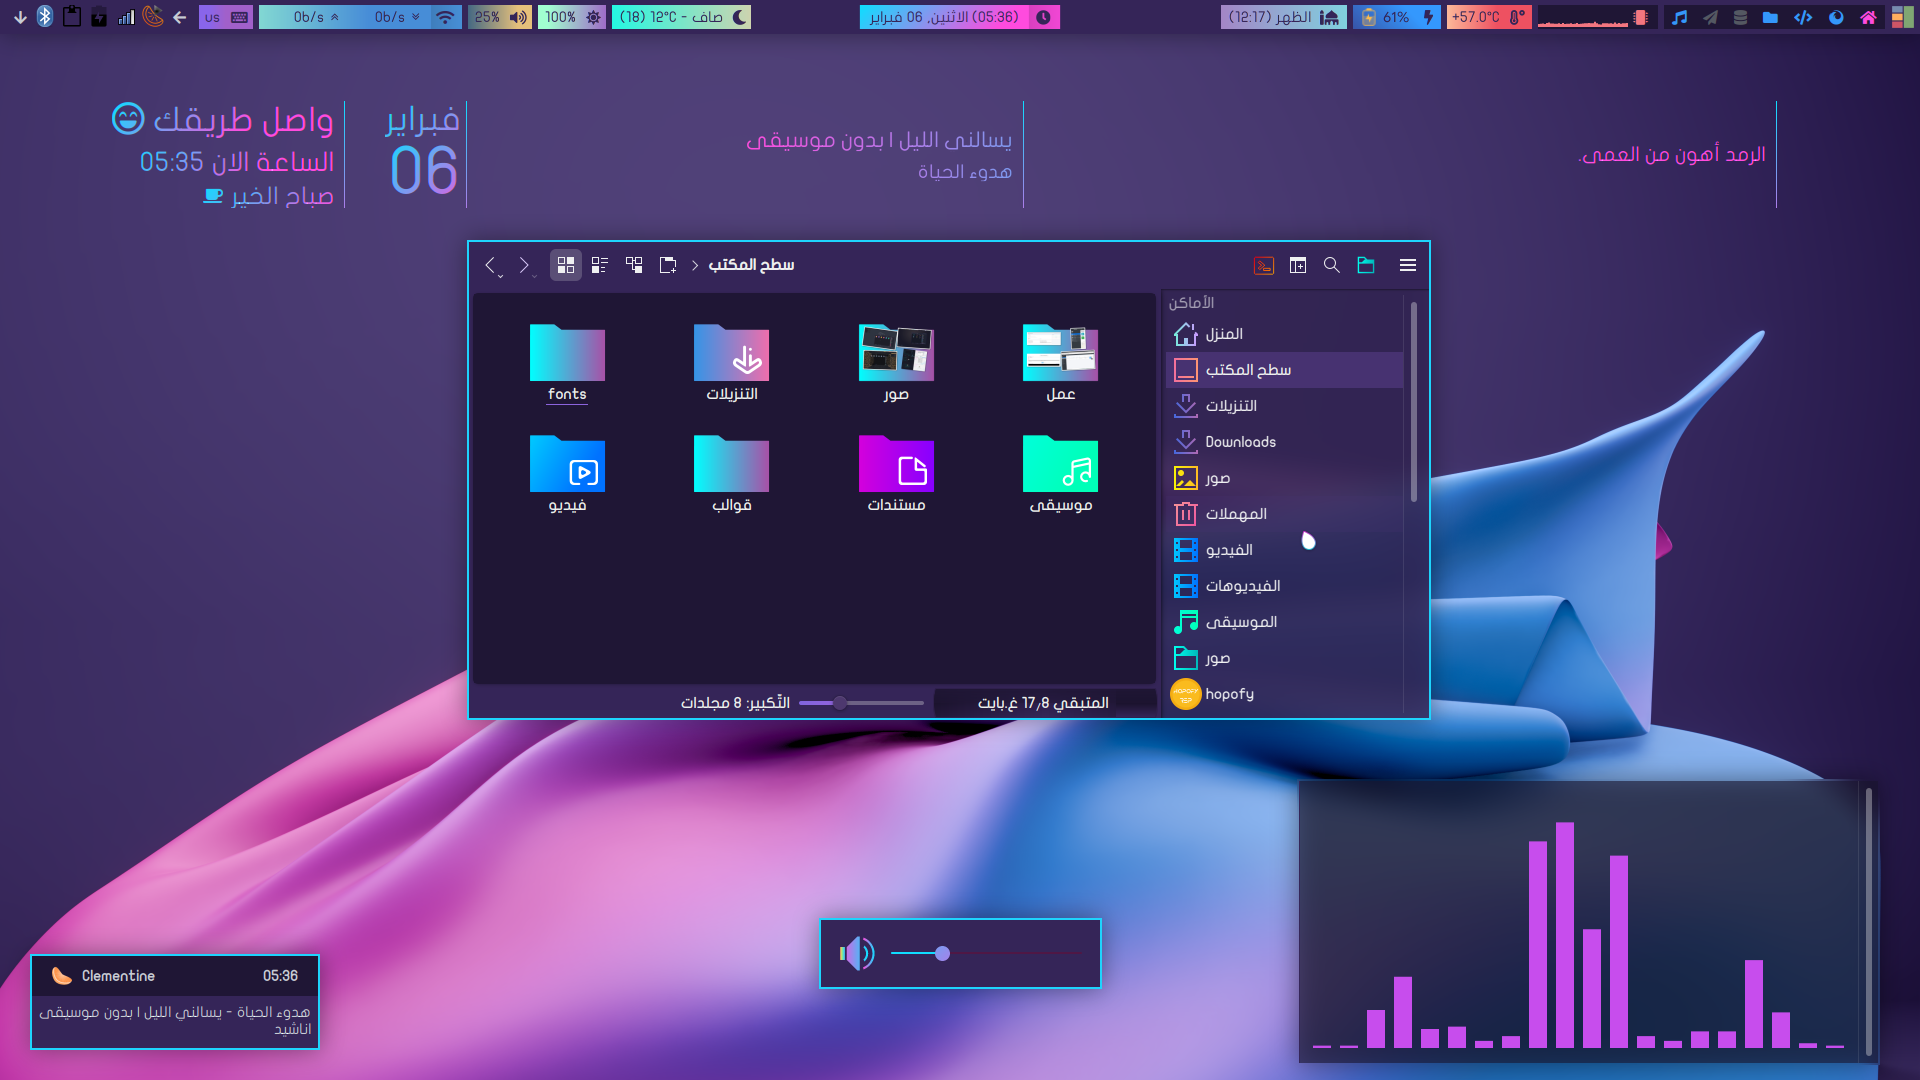 us
0b/s
0b/s
25%
100%
صاف - 12°C (18)
(05:36) الاثنين, 06 فبراير
الظهر (12:17)
61%
+57.0°C
واصل طريقك
الساعة الان 05:35
صباح الخير
فبراير
06
يسالنى الليل ا بدون موسيقى
هدوء الحياة
الرمد أهون من العمى.
سطح المكتب
fonts
التنزيلات
صور
عمل
فيديو
قوالب
مستندات
موسيقى
التّكبير: 8 مجلدات
المتبقي 17٫8 غ.بايت
الأماكن
المنزل
سطح المكتب
التنزيلات
Downloads
صور
المهملات
الفيديو
الفيديوهات
الموسيقى
صور
hopofy
Clementine
05:36
هدوء الحياة - يسالني الليل ا بدون موسيقى
اناشيد